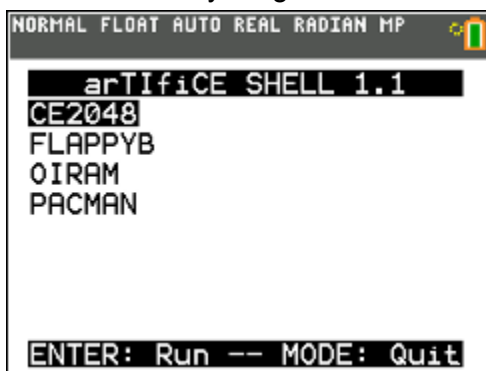 NORMAL FLOAT AUTO REAL RADIAN MP
arTIfiCE SHELL 1.1
CE2048
FLAPPYB
OIRAM
PACMAN
ENTER: Run -- MODE: Quit